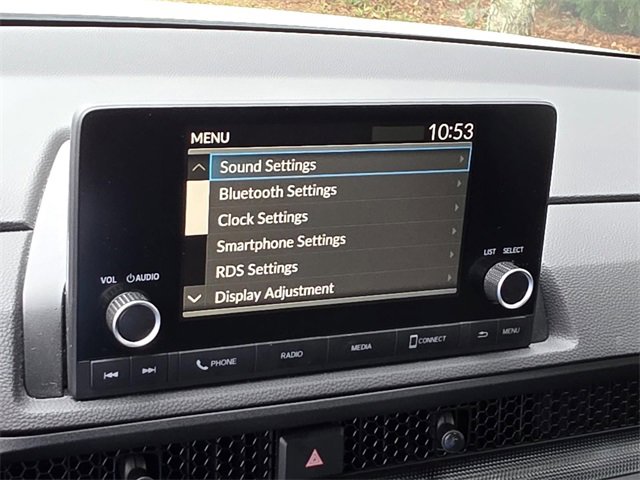 MENU 10:53
Sound Settings
Bluetooth Settings
Clock Settings
Smartphone Settings
RDS Settings
Display Adjustment
VOL AUDIO
LIST SELECT
PHONE RADIO MEDIA CONNECT MENU